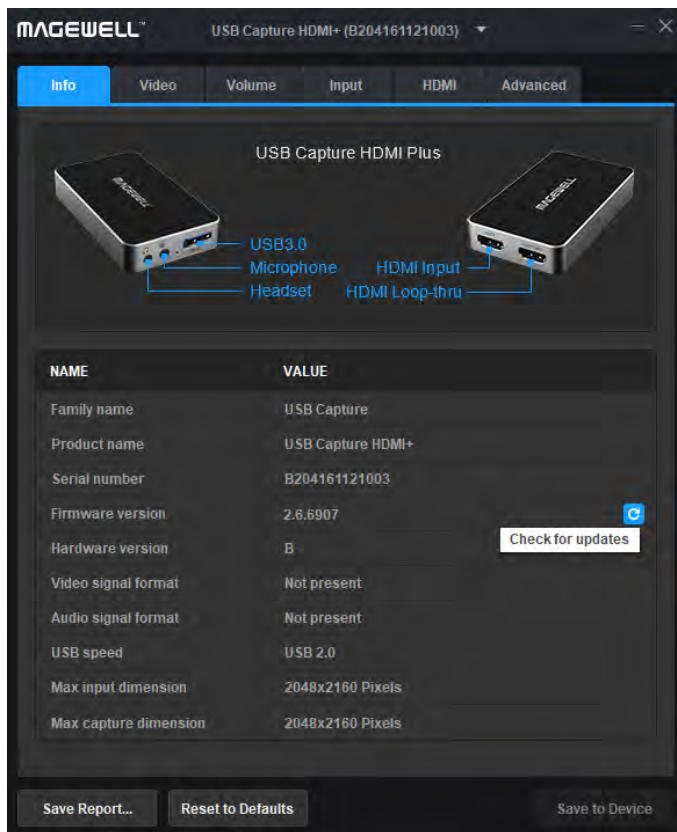 MAGEWELL™ USB Capture HDMI+ (B204161121003)
Info Video Volume Input HDMI Advanced
USB Capture HDMI Plus
MAGEWELL MAGEWELL
USB3.0
Microphone HDMI Input
Headset HDMI Loop-thru
NAME VALUE
Family name USB Capture
Product name USB Capture HDMI+
Serial number B204161121003
Firmware version 2.6.6907
Check for updates
Hardware version B
Video signal format Not present
Audio signal format Not present
USB speed USB 2.0
Max input dimension 2048x2160 Pixels
Max capture dimension 2048x2160 Pixels
Save Report... Reset to Defaults Save to Device